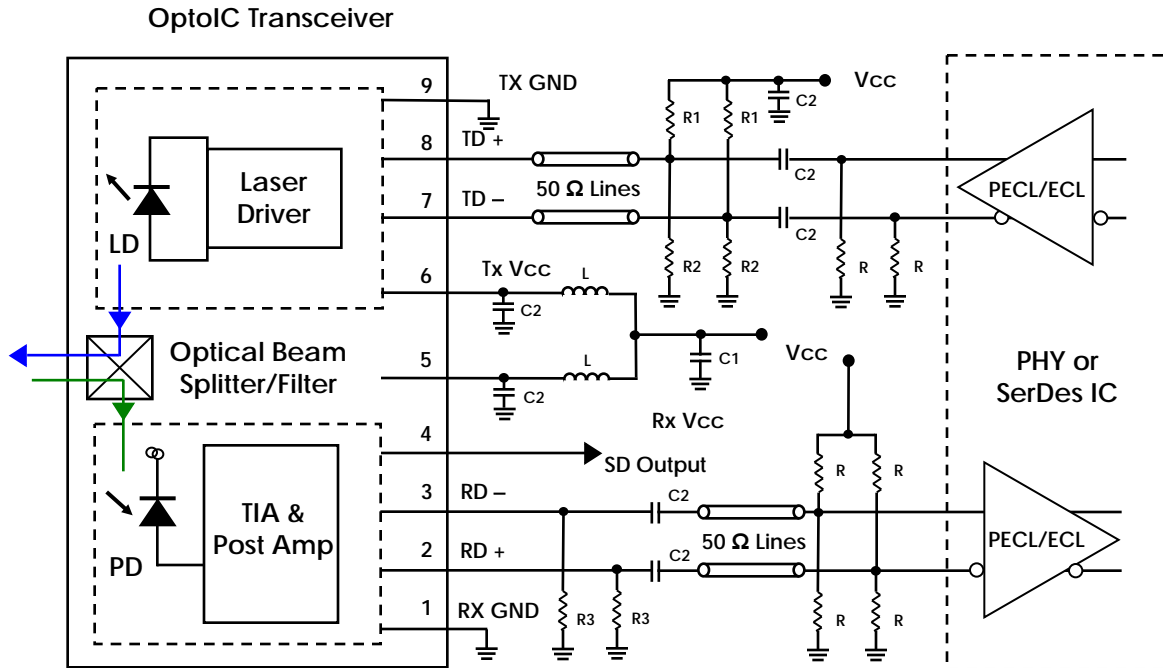 OptoIC Transceiver
9
TX GND
8
TD +
7
TD –
50 Ω Lines
6
Tx VCC
5
4
SD Output
3
RD –
2
RD +
1
RX GND
Laser
Driver
LD
Optical Beam
Splitter/Filter
TIA &
Post Amp
PD
R1
R1
C2
VCC
C2
C2
R2
R2
R
R
PECL/ECL
L
C2
L
C2
C1
VCC
Rx VCC
PHY or
SerDes IC
R
R
C2
50 Ω Lines
C2
R3
R3
R
R
PECL/ECL